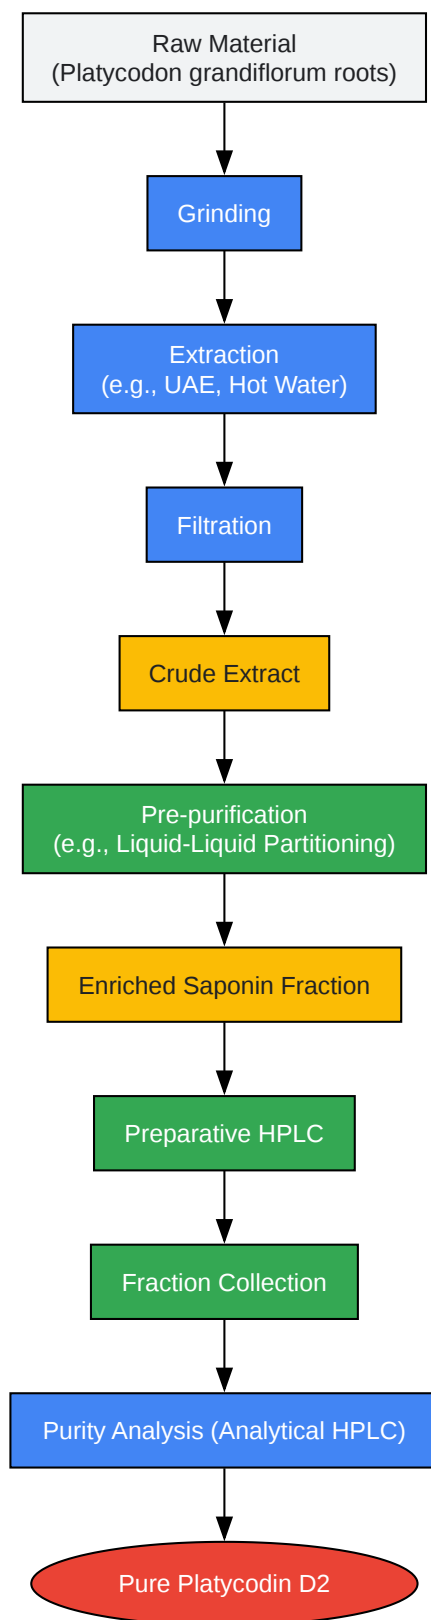 Raw Material
(Platycodon grandiflorum roots)
Grinding
Extraction
(e.g., UAE, Hot Water)
Filtration
Crude Extract
Pre-purification
(e.g., Liquid-Liquid Partitioning)
Enriched Saponin Fraction
Preparative HPLC
Fraction Collection
Purity Analysis (Analytical HPLC)
Pure Platycodin D2